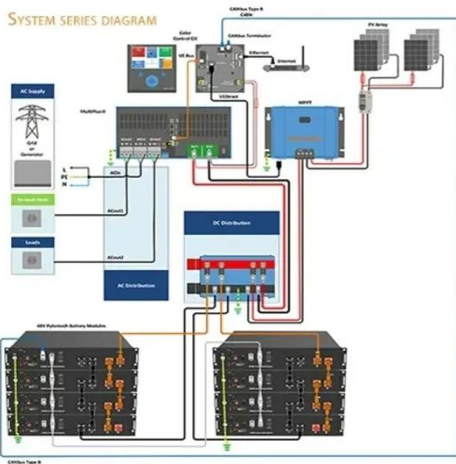 SYSTEM SERIES DIAGRAM
CANbus Type B
Cable
Color
Control GX
CANbus Terminator
PV Array
VE Bus
Ethernet
Internet
AC Supply
VE Direct
Grid
or
Generator
MultiPlus-II
MPPT
L
PE
N
ACin
ACout1
Loads
DC Distribution
ACout2
AC Distribution
48V Pylontech Battery Modules
CANbus Type B